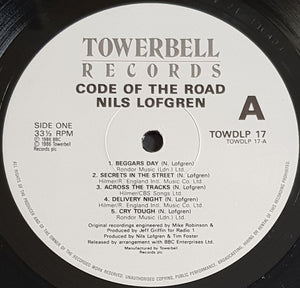 TOWERBELL
RECORDS
CODE OF THE ROAD
NILS LOFGREN
SIDE ONE
33⅓ RPM
℗ 1986 BBC
© 1986 Towerbell
Records plc
A
TOWDLP 17
TOWDLP 17-A
1. BEGGARS DAY (N. Lofgren)
Rondor Music (Ldn.) Ltd.
2. SECRETS IN THE STREET (N. Lofgren)
Hilmer/R. England Ind. Music Co. Ltd.
3. ACROSS THE TRACKS (N. Lofgren)
Hilmer/CBS Songs Ltd.
4. DELIVERY NIGHT (N. Lofgren)
Hilmer/R. England Ind. Music Co. Ltd.
5. CRY TOUGH (N. Lofgren)
Rondor Music (Ldn.) Ltd.
Original recordings engineered by Mike Robinson &
Produced by Jeff Griffin for Radio 1
Produced by Nils Lofgren & Tim Foster
Released by arrangement with BBC Enterprises Ltd.
Manufactured by Towerbell
Records plc
ALL RIGHTS OF THE PRODUCER AND OF THE OWNER OF THE RECORDED WORK RESERVED. UNAUTHORISED COPYING, PUBLIC PERFORMANCE, BROADCASTING, HIRING OR RENTAL OF THIS RECORD PROHIBITED.